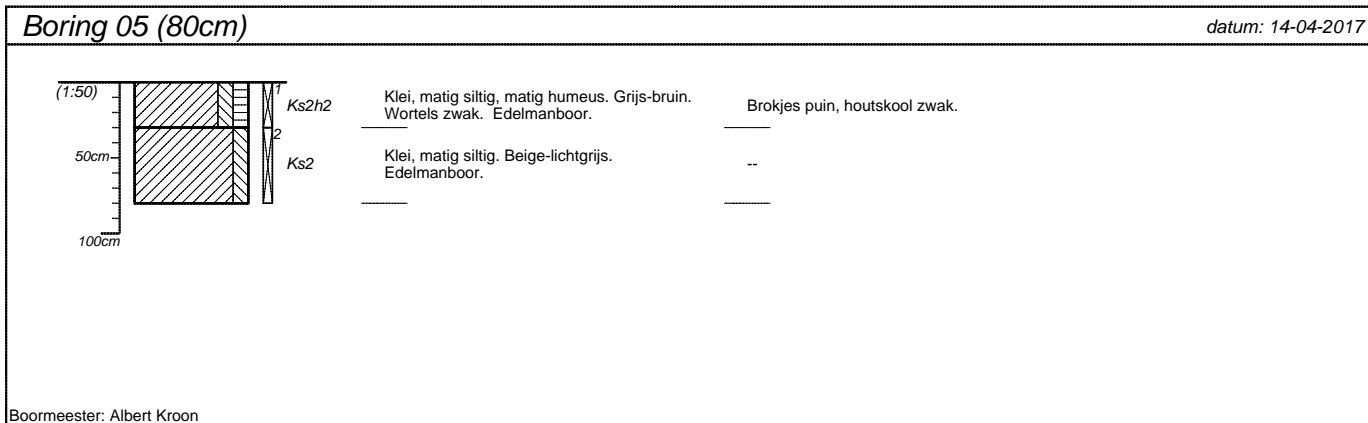 Boring 05 (80cm)
datum: 14-04-2017
(1:50)
1
Ks2h2
Klei, matig siltig, matig humeus. Grijs-bruin.
Wortels zwak. Edelmanboor.
Brokjes puin, houtskool zwak.
2
50cm
Ks2
Klei, matig siltig. Beige-lichtgrijs.
Edelmanboor.
--
100cm
Boormeester: Albert Kroon